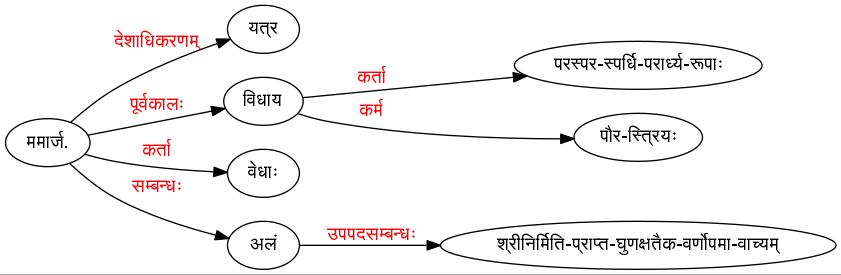 यत्र
देशाधिकरणम्
परस्पर-स्पर्धि-परार्ध्य-रूपाः
कर्ता
पूर्वकालः
विधाय
कर्म
पौर-स्त्रियः
ममार्ज.
कर्ता
वेधाः
सम्बन्धः
उपपदसम्बन्धः
अलं
श्रीनिर्मिति-प्राप्त-घुणक्षतैक-वर्णोपमा-वाच्यम्